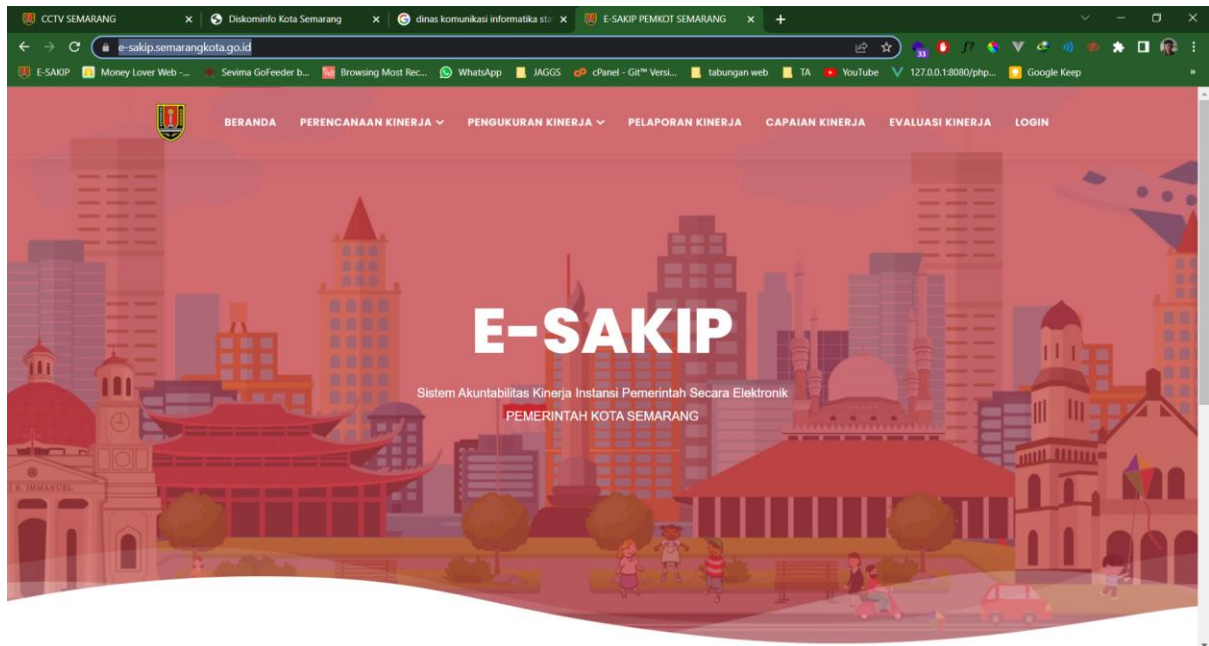 CCTV SEMARANG
Diskominfo Kota Semarang
dinas komunikasi informatika sta
E-SAKIP PEMKOT SEMARANG
e-sakip.semarangkota.go.id
33
E-SAKIP
Money Lover Web -...
Sevima GoFeeder b...
Browsing Most Rec...
WhatsApp
JAGGS
cPanel - Git™ Versi...
tabungan web
TA
YouTube
127.0.0.1:8080/php...
Google Keep
BERANDA
PERENCANAAN KINERJA
PENGUKURAN KINERJA
PELAPORAN KINERJA
CAPAIAN KINERJA
EVALUASI KINERJA
LOGIN
E-SAKIP
Sistem Akuntabilitas Kinerja Instansi Pemerintah Secara Elektronik
PEMERINTAH KOTA SEMARANG
IMMANUEL